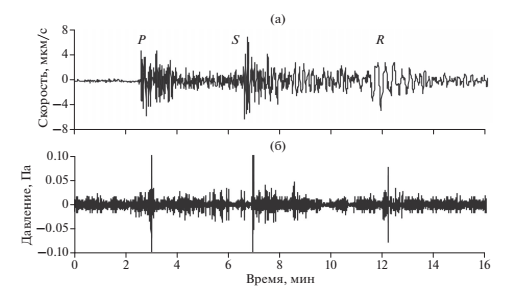 (а)
P S R
Скорость, мкм/с
8
4
0
−4
−8
(б)
Давление, Па
0.10
0.05
0
−0.05
−0.10
0 2 4 6 8 10 12 14 16
Время, мин